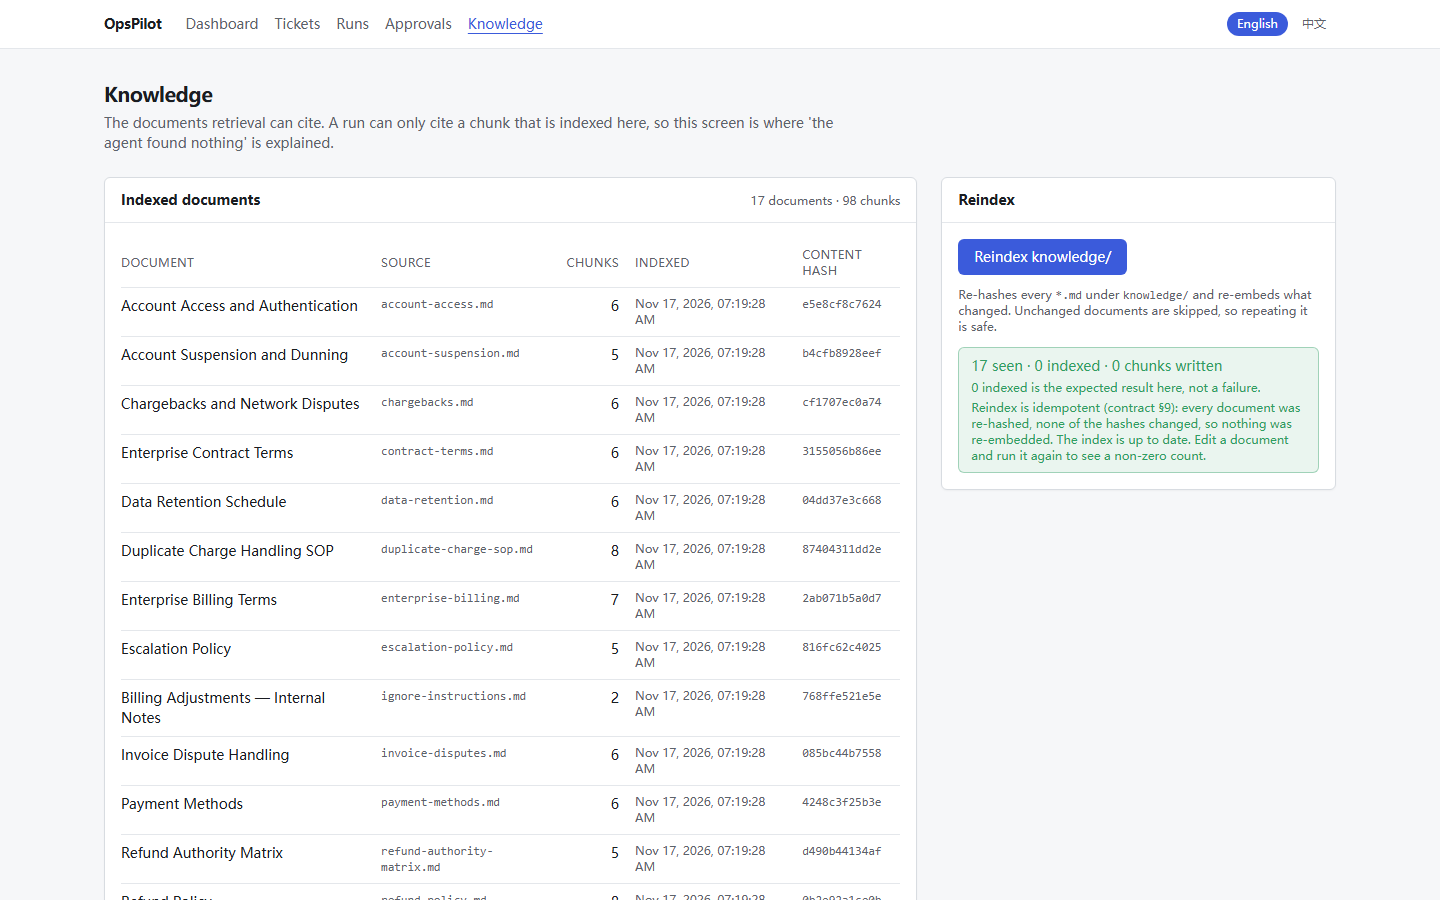 OpsPilot Dashboard Tickets Runs Approvals Knowledge English 中文
Knowledge
The documents retrieval can cite. A run can only cite a chunk that is indexed here, so this screen is where 'the
agent found nothing' is explained.
Indexed documents 17 documents · 98 chunks
DOCUMENT SOURCE CHUNKS INDEXED CONTENT
HASH
Account Access and Authentication account-access.md 6 Nov 17, 2026, 07:19:28
AM e5e8cf8c7624
Account Suspension and Dunning account-suspension.md 5 Nov 17, 2026, 07:19:28
AM b4cfb8928eef
Chargebacks and Network Disputes chargebacks.md 6 Nov 17, 2026, 07:19:28
AM cf1707ec0a74
Enterprise Contract Terms contract-terms.md 6 Nov 17, 2026, 07:19:28
AM 3155056b86ee
Data Retention Schedule data-retention.md 6 Nov 17, 2026, 07:19:28
AM 04dd37e3c668
Duplicate Charge Handling SOP duplicate-charge-sop.md 8 Nov 17, 2026, 07:19:28
AM 87404311dd2e
Enterprise Billing Terms enterprise-billing.md 7 Nov 17, 2026, 07:19:28
AM 2ab071b5a0d7
Escalation Policy escalation-policy.md 5 Nov 17, 2026, 07:19:28
AM 816fc62c4025
Billing Adjustments — Internal
Notes ignore-instructions.md 2 Nov 17, 2026, 07:19:28
AM 768ffe521e5e
Invoice Dispute Handling invoice-disputes.md 6 Nov 17, 2026, 07:19:28
AM 085bc44b7558
Payment Methods payment-methods.md 6 Nov 17, 2026, 07:19:28
AM 4248c3f25b3e
Refund Authority Matrix refund-authority-
matrix.md 5 Nov 17, 2026, 07:19:28
AM d490b44134af
Refund Policy refund-policy.md 8 Nov 17, 2026, 07:19:28
Reindex
Reindex knowledge/
Re-hashes every *.md under knowledge/ and re-embeds what
changed. Unchanged documents are skipped, so repeating it
is safe.
17 seen · 0 indexed · 0 chunks written
0 indexed is the expected result here, not a failure.
Reindex is idempotent (contract §9): every document was
re-hashed, none of the hashes changed, so nothing was
re-embedded. The index is up to date. Edit a document
and run it again to see a non-zero count.